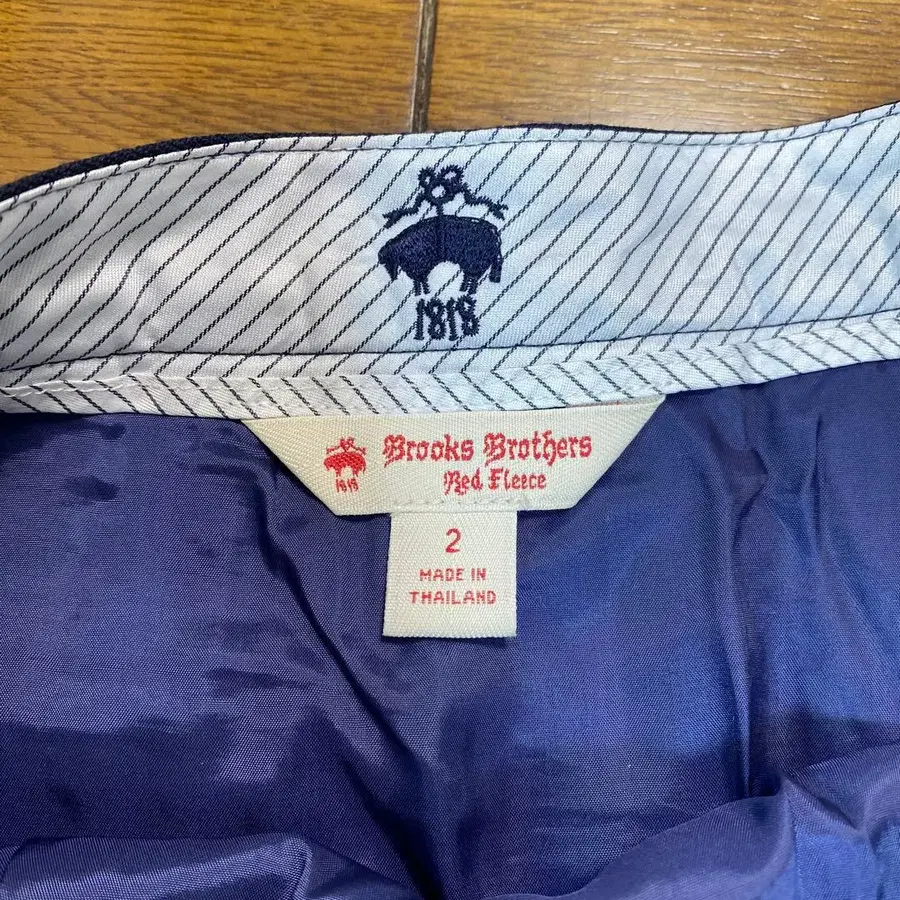 1818
Brooks Brothers
1818
Red Fleece
2
MADE IN
THAILAND